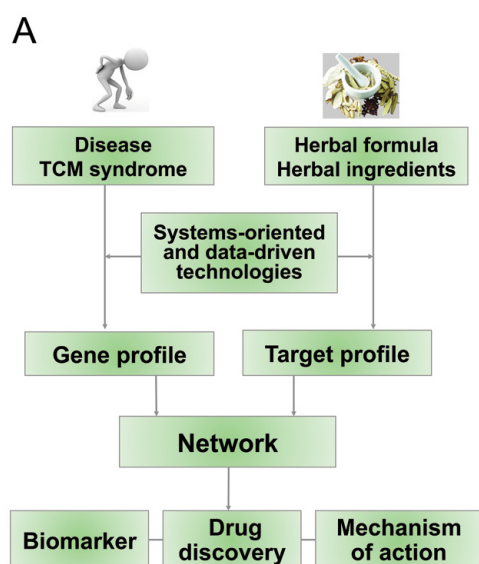 A
Disease
TCM syndrome
Herbal formula
Herbal ingredients
Systems-oriented
and data-driven
technologies
Gene profile
Target profile
Network
Biomarker
Drug
discovery
Mechanism
of action